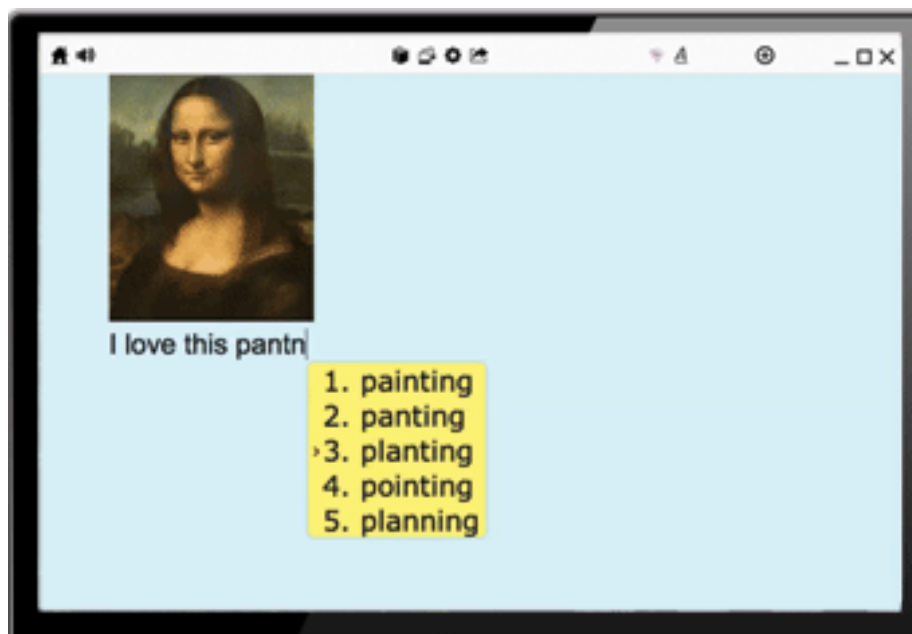 I love this pantn
1. painting
2. panting
3. planting
4. pointing
5. planning